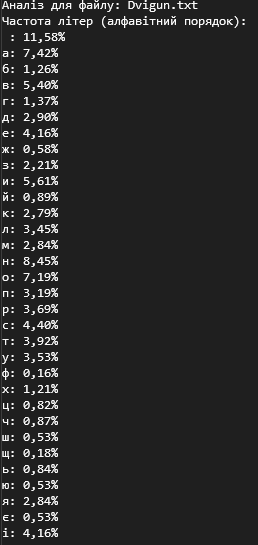 Аналіз для файлу: Dvigun.txt
Частота літер (алфавітний порядок):
 : 11,58%
а: 7,42%
б: 1,26%
в: 5,40%
г: 1,37%
д: 2,90%
е: 4,16%
ж: 0,58%
з: 2,21%
и: 5,61%
й: 0,89%
к: 2,79%
л: 3,45%
м: 2,84%
н: 8,45%
о: 7,19%
п: 3,19%
р: 3,69%
с: 4,40%
т: 3,92%
у: 3,53%
ф: 0,16%
х: 1,21%
ц: 0,82%
ч: 0,87%
ш: 0,53%
щ: 0,18%
ь: 0,84%
ю: 0,53%
я: 2,84%
є: 0,53%
і: 4,16%